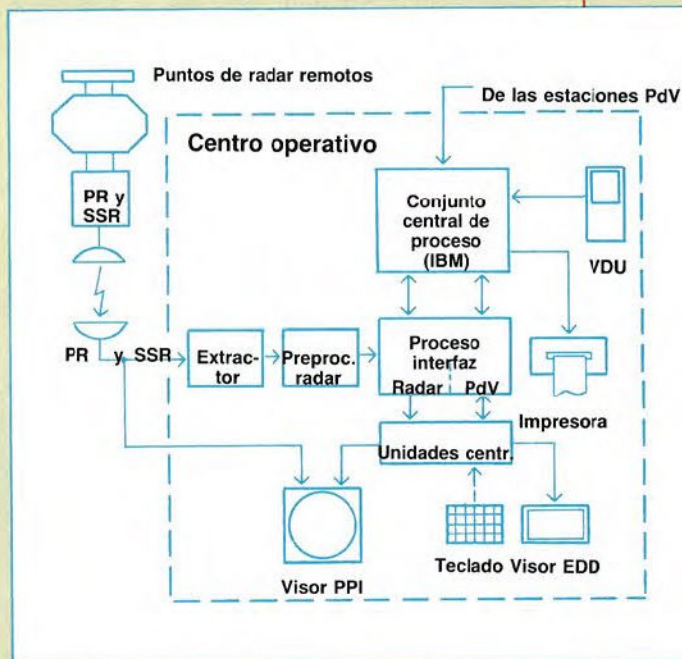 Puntos de radar remotos
De las estaciones PdV
Centro operativo
PR y
SSR
Conjunto
central de
proceso
(IBM)
VDU
PR y SSR
Extrac-
tor
Preproc.
radar
Proceso
interfaz
Radar PdV
Impresora
Unidades centr.
Teclado Visor EDD
Visor PPI